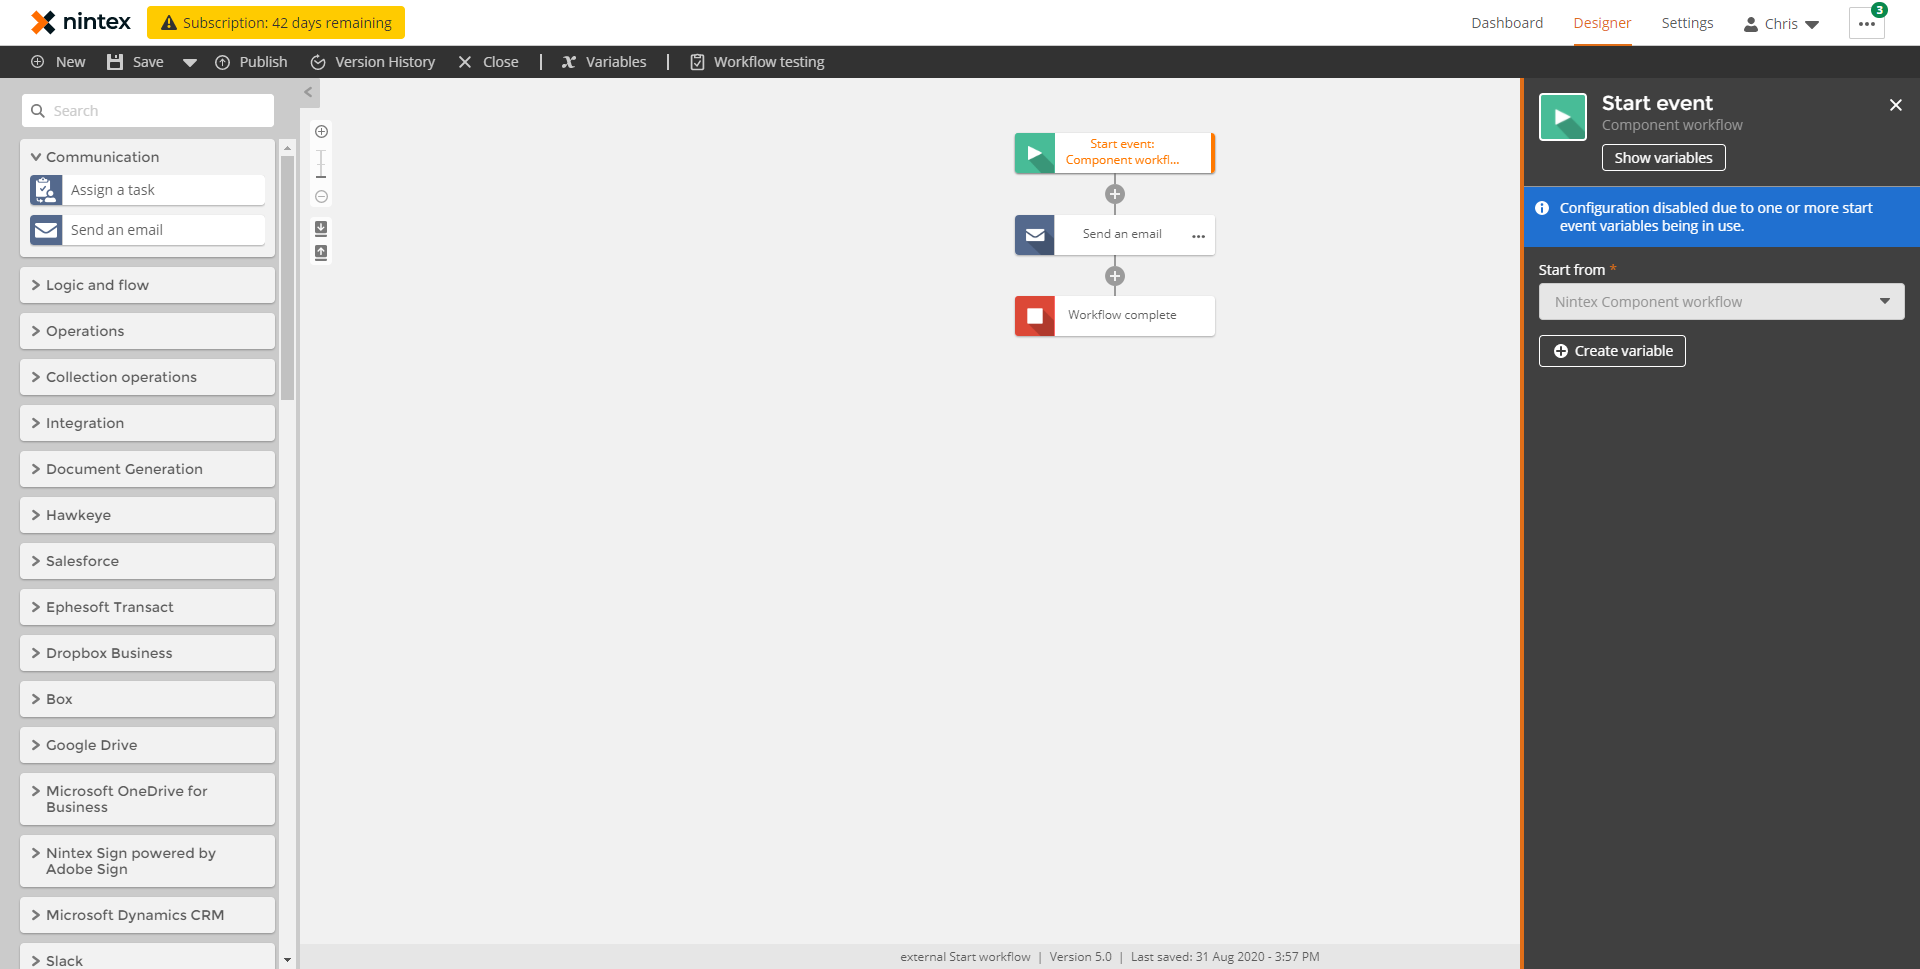 nintex
Subscription: 42 days remaining
Dashboard
Designer
Settings
Chris
3
New
Save
Publish
Version History
Close
Variables
Workflow testing
Search
Communication
Assign a task
Send an email
Logic and flow
Operations
Collection operations
Integration
Document Generation
Hawkeye
Salesforce
Ephesoft Transact
Dropbox Business
Box
Google Drive
Microsoft OneDrive for
Business
Nintex Sign powered by
Adobe Sign
Microsoft Dynamics CRM
Slack
Start event:
Component workfl...
Send an email
Workflow complete
Start event
Component workflow
Show variables
Configuration disabled due to one or more start
event variables being in use.
Start from *
Nintex Component workflow
Create variable
external Start workflow | Version 5.0 | Last saved: 31 Aug 2020 - 3:57 PM